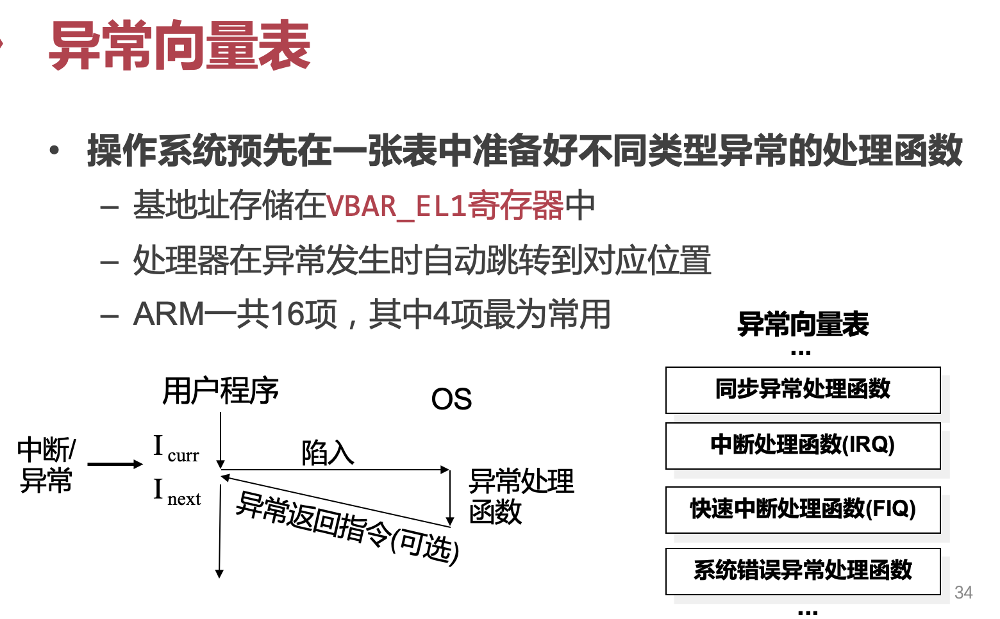 异常向量表
• 操作系统预先在一张表中准备好不同类型异常的处理函数
– 基地址存储在VBAR_EL1寄存器中
– 处理器在异常发生时自动跳转到对应位置
– ARM一共16项，其中4项最为常用
用户程序
OS
中断/
异常
I curr
I next
陷入
异常处理
函数
异常返回指令(可选)
异常向量表
...
同步异常处理函数
中断处理函数(IRQ)
快速中断处理函数(FIQ)
系统错误异常处理函数
...
34